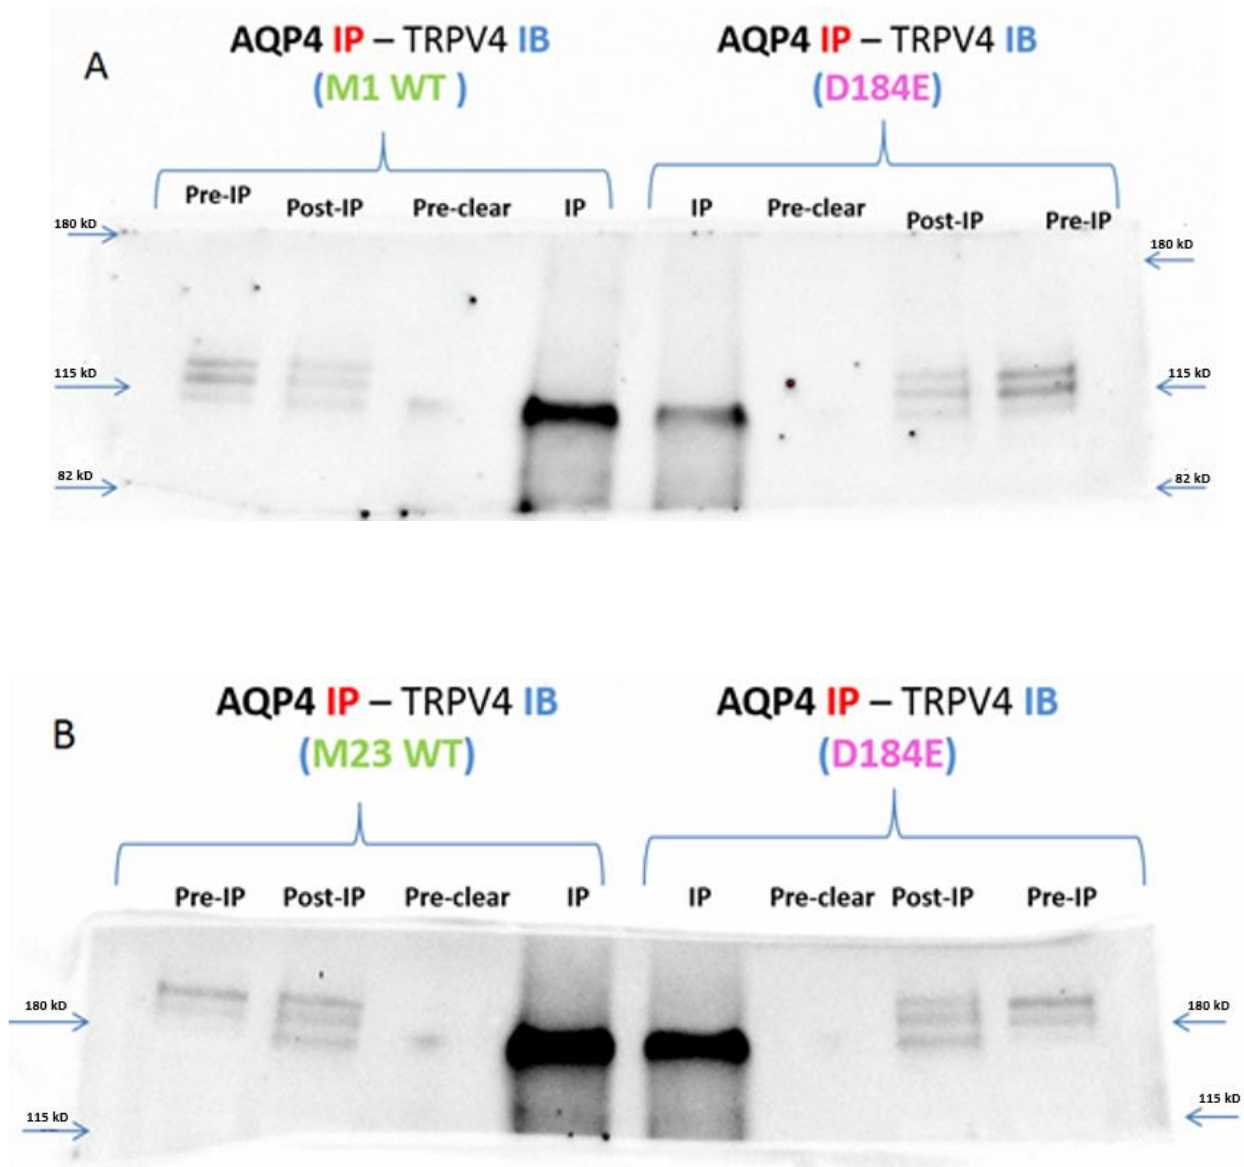 A
AQP4 IP – TRPV4 IB
(M1 WT )
AQP4 IP – TRPV4 IB
(D184E)
Pre-IP Post-IP Pre-clear IP
IP Pre-clear Post-IP Pre-IP
180 kD
180 kD
115 kD
115 kD
82 kD
82 kD
B
AQP4 IP – TRPV4 IB
(M23 WT)
AQP4 IP – TRPV4 IB
(D184E)
Pre-IP Post-IP Pre-clear IP
IP Pre-clear Post-IP Pre-IP
180 kD
180 kD
115 kD
115 kD